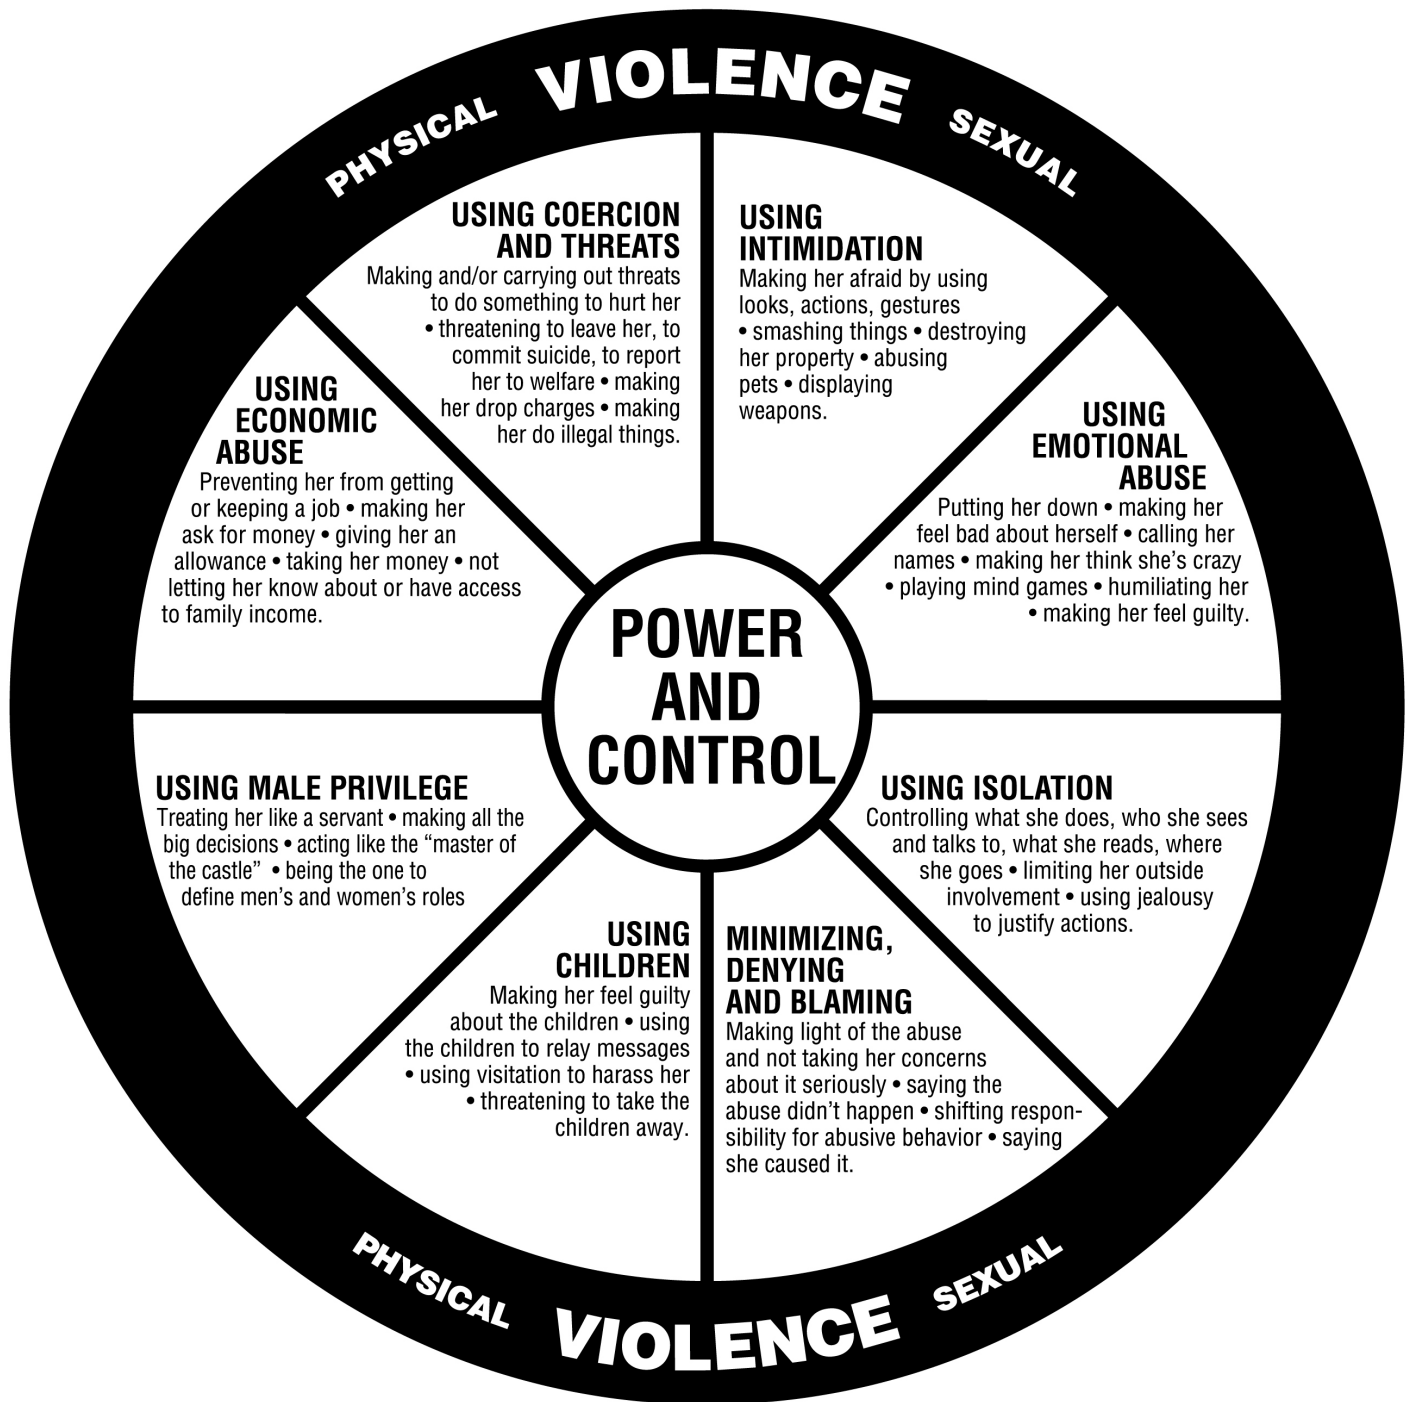 PHYSICAL VIOLENCE SEXUAL
USING COERCION
AND THREATS
Making and/or carrying out threats
to do something to hurt her
• threatening to leave her, to
commit suicide, to report
her to welfare • making
her drop charges • making
her do illegal things.
USING
INTIMIDATION
Making her afraid by using
looks, actions, gestures
• smashing things • destroying
her property • abusing
pets • displaying
weapons.
USING
EMOTIONAL
ABUSE
Putting her down • making her
feel bad about herself • calling her
names • making her think she’s crazy
• playing mind games • humiliating her
• making her feel guilty.
USING ISOLATION
Controlling what she does, who she sees
and talks to, what she reads, where
she goes • limiting her outside
involvement • using jealousy
to justify actions.
MINIMIZING,
DENYING
AND BLAMING
Making light of the abuse
and not taking her concerns
about it seriously • saying the
abuse didn’t happen • shifting respon-
sibility for abusive behavior • saying
she caused it.
USING
CHILDREN
Making her feel guilty
about the children • using
the children to relay messages
• using visitation to harass her
• threatening to take the
children away.
USING MALE PRIVILEGE
Treating her like a servant • making all the
big decisions • acting like the “master of
the castle” • being the one to
define men’s and women’s roles
USING
ECONOMIC
ABUSE
Preventing her from getting
or keeping a job • making her
ask for money • giving her an
allowance • taking her money • not
letting her know about or have access
to family income.
POWER
AND
CONTROL
PHYSICAL VIOLENCE SEXUAL